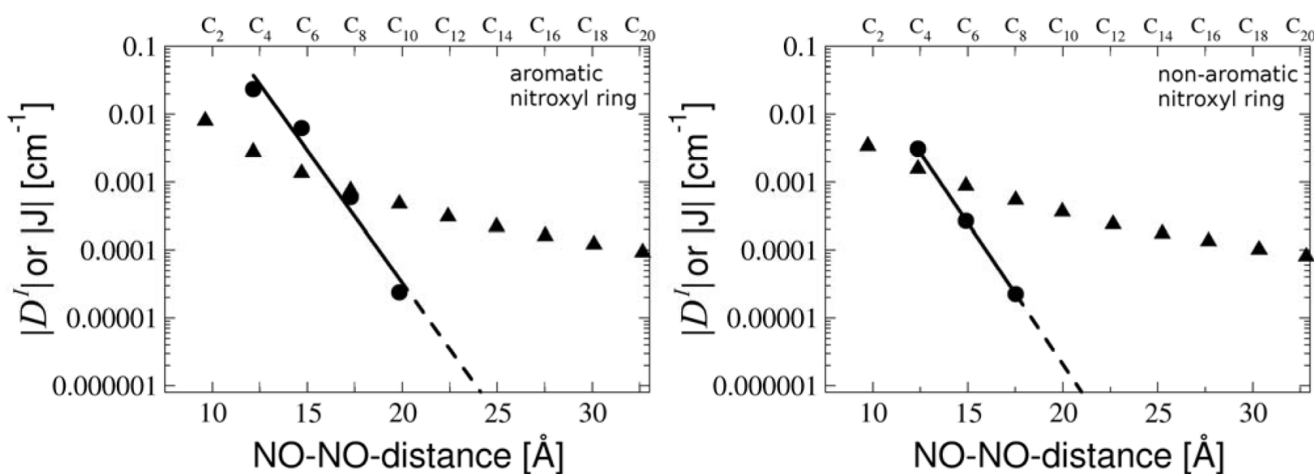 C₂ C₄ C₆ C₈ C₁₀ C₁₂ C₁₄ C₁₆ C₁₈ C₂₀
0.1
0.01
0.001
0.0001
0.00001
0.000001
|Dᴵ| or |J| [cm⁻¹]
aromatic
nitroxyl ring
10 15 20 25 30
NO-NO-distance [Å]
C₂ C₄ C₆ C₈ C₁₀ C₁₂ C₁₄ C₁₆ C₁₈ C₂₀
0.1
0.01
0.001
0.0001
0.00001
0.000001
|Dᴵ| or |J| [cm⁻¹]
non-aromatic
nitroxyl ring
10 15 20 25 30
NO-NO-distance [Å]